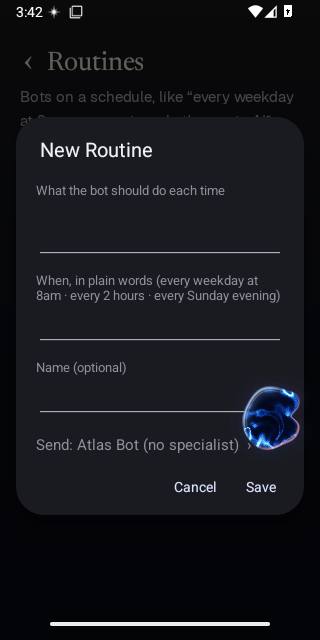 3:42
Routines
Bots on a schedule, like “every weekday
New Routine
What the bot should do each time
When, in plain words (every weekday at
8am · every 2 hours · every Sunday evening)
Name (optional)
Send: Atlas Bot (no specialist) ›
Cancel Save